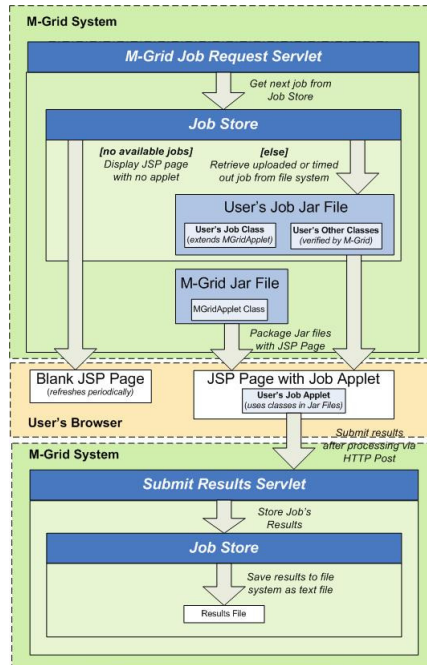 M-Grid System
M-Grid Job Request Servlet
Get next job from
Job Store
Job Store
[no available jobs]
Display JSP page
with no applet
[else]
Retrieve uploaded or timed
out job from file system
User's Job Jar File
User's Job Class
(extends MGridApplet)
User's Other Classes
(verified by M-Grid)
M-Grid Jar File
MGridApplet Class
Package Jar files
with JSP Page
Blank JSP Page
(refreshes periodically)
JSP Page with Job Applet
User's Job Applet
(uses classes in Jar Files)
User's Browser
Submit results
after processing via
HTTP Post
M-Grid System
Submit Results Servlet
Store Job's
Results
Job Store
Save results to file
system as text file
Results File